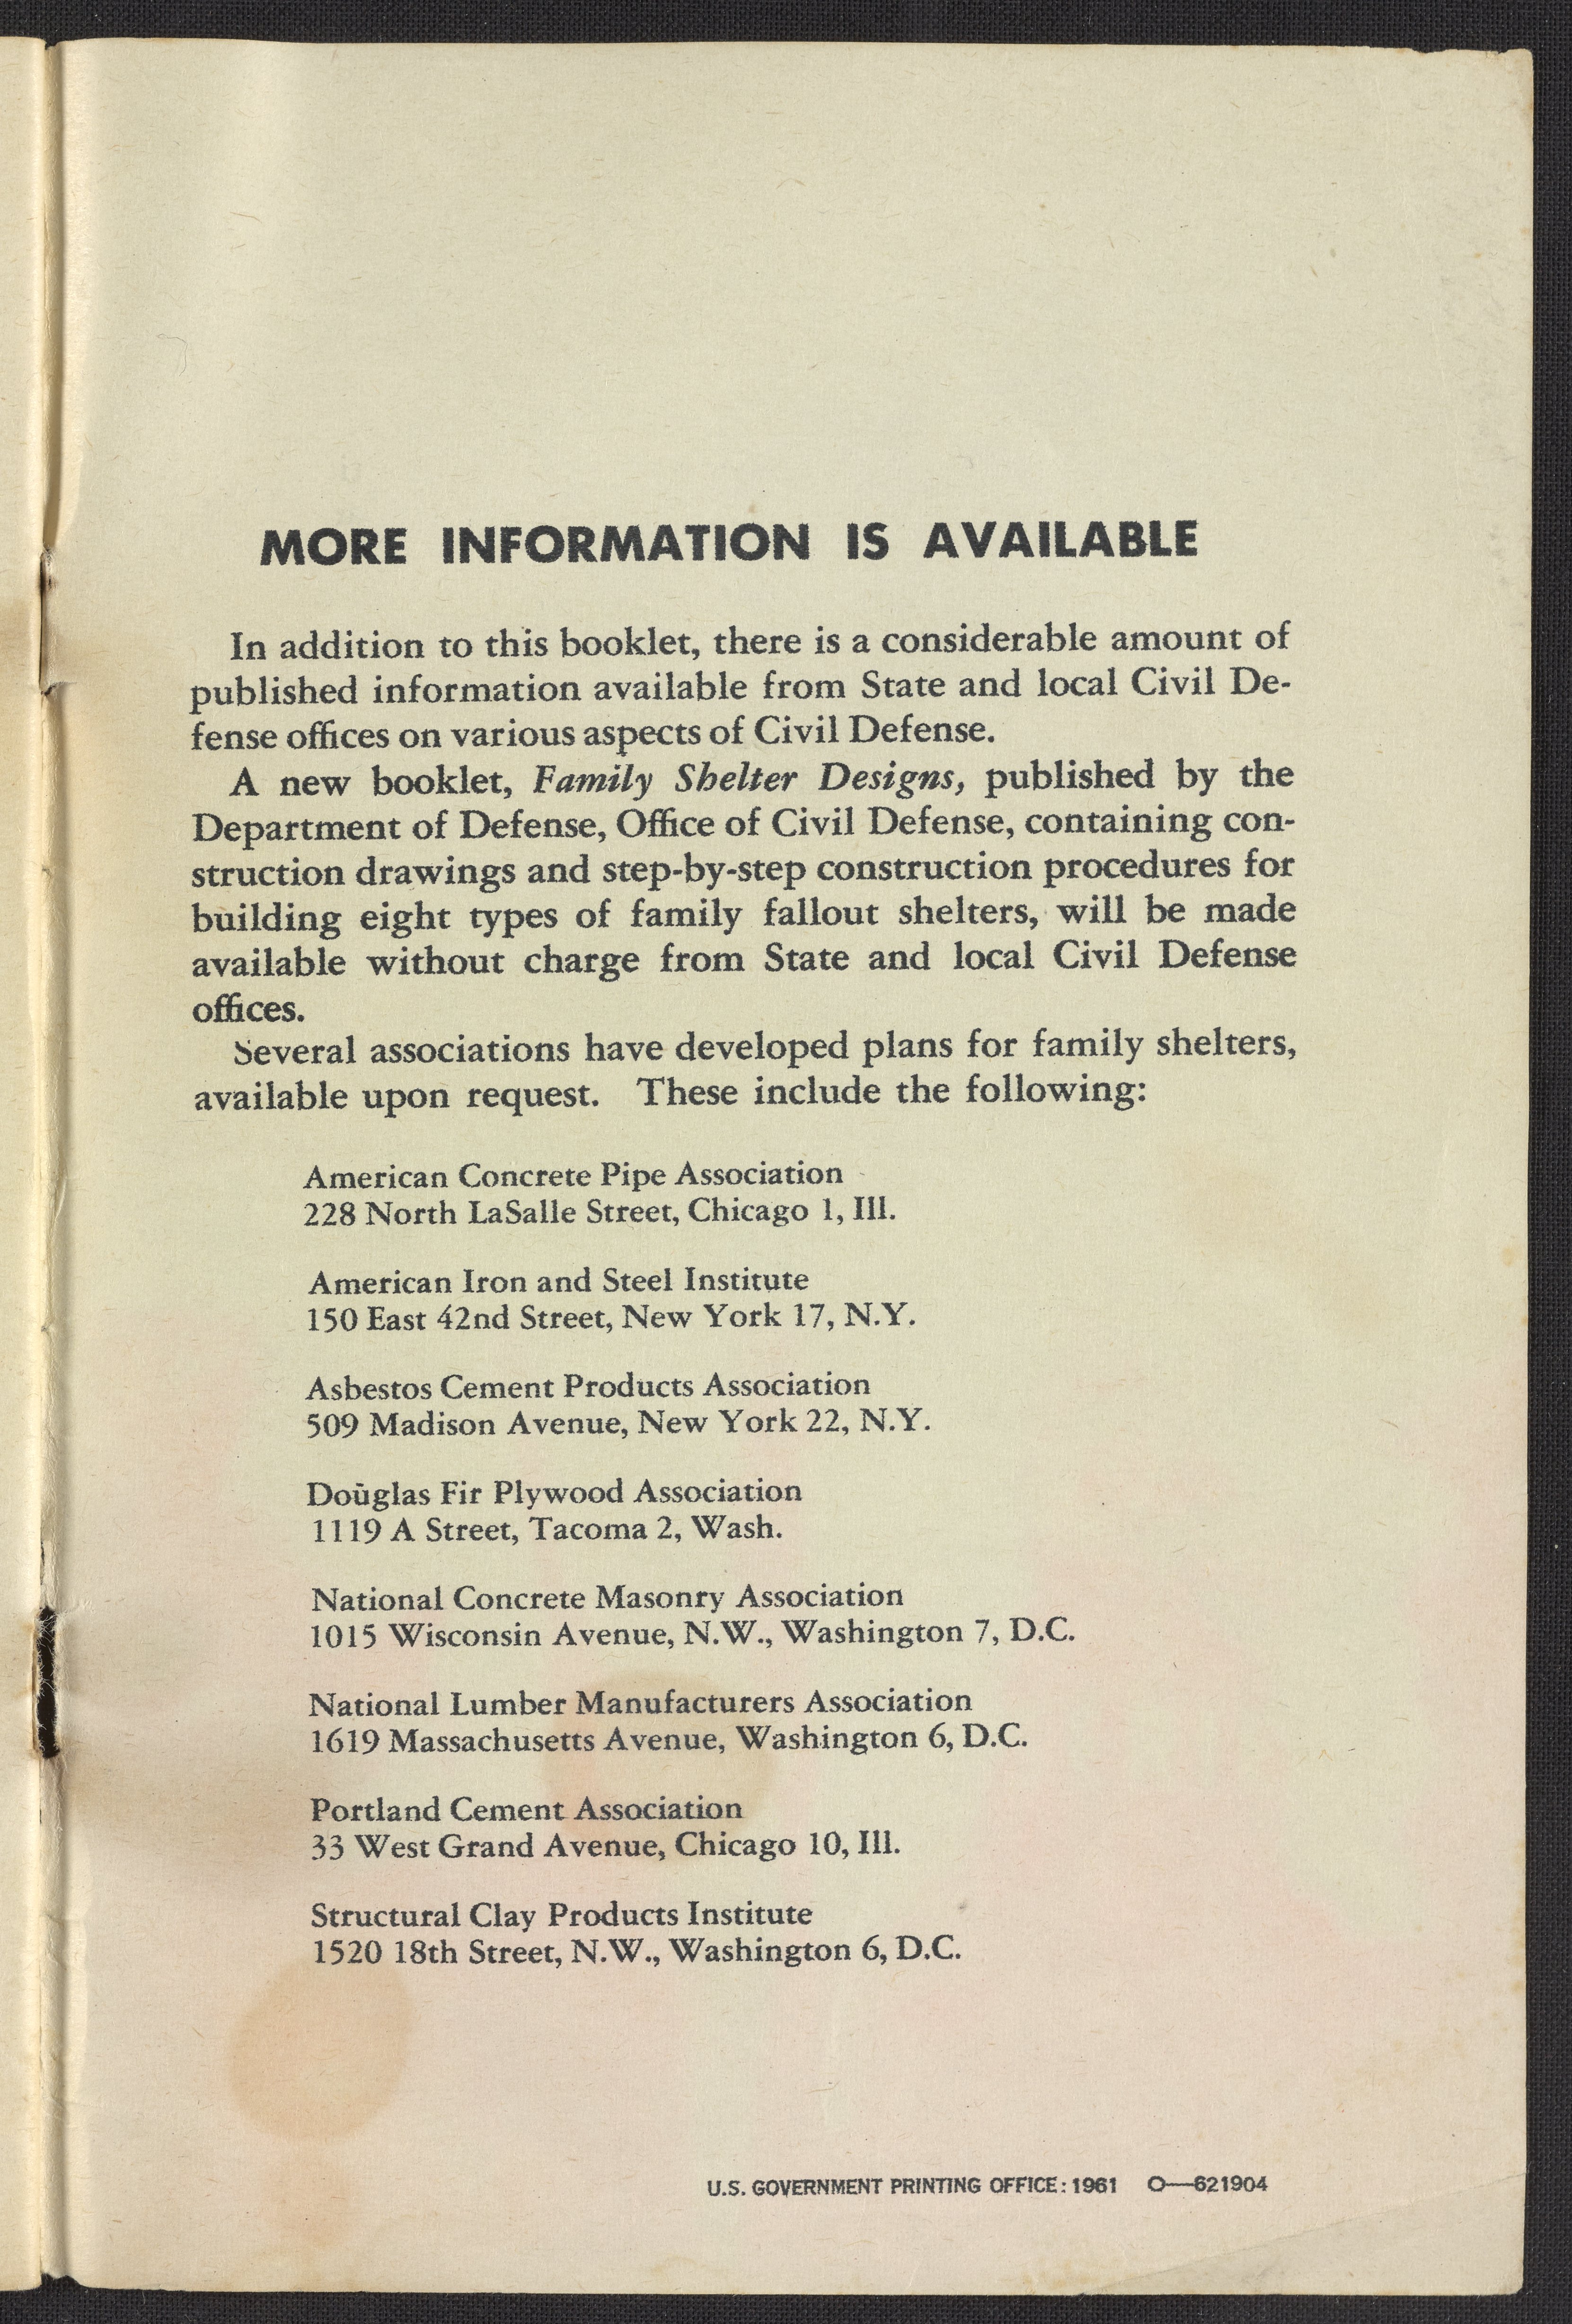 MORE INFORMATION IS AVAILABLE
In addition to this booklet, there is a considerable amount of
published information available from State and local Civil De-
fense offices on various aspects of Civil Defense.
A new booklet, Family Shelter Designs, published by the
Department of Defense, Office of Civil Defense, containing con-
struction drawings and step-by-step construction procedures for
building eight types of family fallout shelters, will be made
available without charge from State and local Civil Defense
offices.
Several associations have developed plans for family shelters,
available upon request. These include the following:
American Concrete Pipe Association
228 North LaSalle Street, Chicago 1, Ill.
American Iron and Steel Institute
150 East 42nd Street, New York 17, N.Y.
Asbestos Cement Products Association
509 Madison Avenue, New York 22, N.Y.
Douglas Fir Plywood Association
1119 A Street, Tacoma 2, Wash.
National Concrete Masonry Association
1015 Wisconsin Avenue, N.W., Washington 7, D.C.
National Lumber Manufacturers Association
1619 Massachusetts Avenue, Washington 6, D.C.
Portland Cement Association
33 West Grand Avenue, Chicago 10, Ill.
Structural Clay Products Institute
1520 18th Street, N.W., Washington 6, D.C.
U.S. GOVERNMENT PRINTING OFFICE: 1961 O—621904